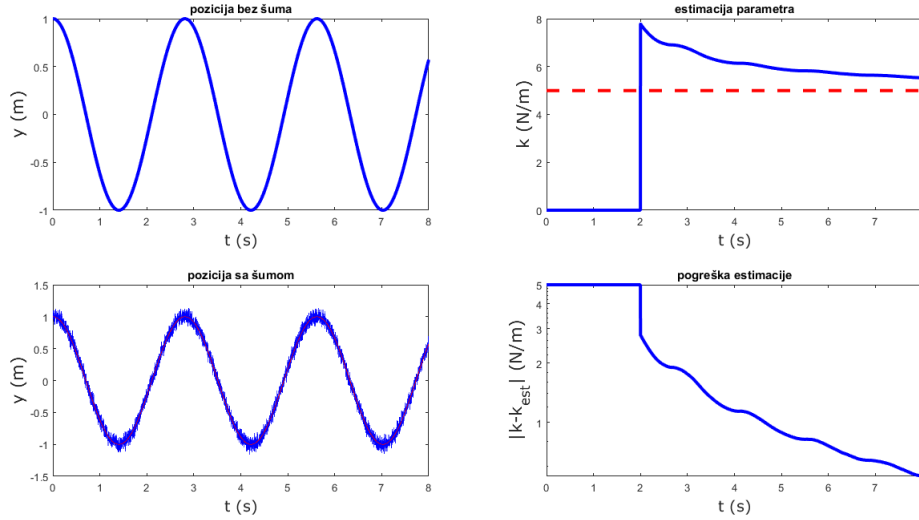 pozicija bez šuma
1
0.5
0
-0.5
-1
y (m)
0 1 2 3 4 5 6 7 8
t (s)
estimacija parametra
8
6
4
2
0
k (N/m)
0 1 2 3 4 5 6 7
t (s)
pozicija sa šumom
1.5
1
0.5
0
-0.5
-1
-1.5
y (m)
0 1 2 3 4 5 6 7 8
t (s)
pogreška estimacije
5
4
3
2
1
|k-k_est| (N/m)
0 1 2 3 4 5 6 7
t (s)